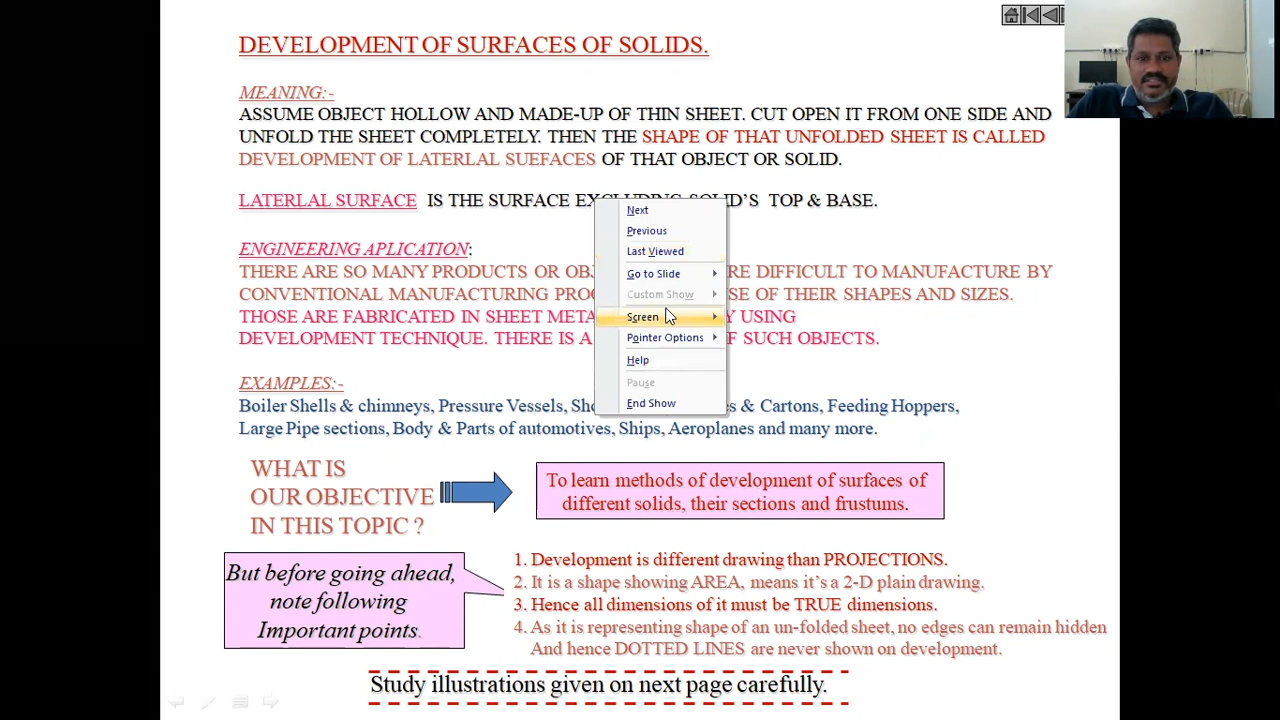 DEVELOPMENT OF SURFACES OF SOLIDS.
MEANING:-
ASSUME OBJECT HOLLOW AND MADE-UP OF THIN SHEET. CUT OPEN IT FROM ONE SIDE AND
UNFOLD THE SHEET COMPLETELY. THEN THE SHAPE OF THAT UNFOLDED SHEET IS CALLED
DEVELOPMENT OF LATERLAL SUEFACES OF THAT OBJECT OR SOLID.
LATERLAL SURFACE IS THE SURFACE EXCLUDING SOLID'S TOP & BASE.
ENGINEERING APLICATION:
THERE ARE SO MANY PRODUCTS OR RE DIFFICULT TO MANUFACTURE BY
CONVENTIONAL MANUFACTURING OF THEIR SHAPES AND SIZES.
THOSE ARE FABRICATED IN SHEET USING
DEVELOPMENT TECHNIQUE. THERE IS A F SUCH OBJECTS.
EXAMPLES:-
Boiler Shells & chimneys, Pressure Vessels, & Cartons, Feeding Hoppers,
Large Pipe sections, Body & Parts of automotives, Ships, Aeroplanes and many more.
Next
Previous
Last Viewed
Go to Slide
Custom Show
Screen
Pointer Options
Help
Pause
End Show
WHAT IS
OUR OBJECTIVE
IN THIS TOPIC ?
To learn methods of development of surfaces of
different solids, their sections and frustums.
But before going ahead,
note following
Important points.
1. Development is different drawing than PROJECTIONS.
2. It is a shape showing AREA, means it's a 2-D plain drawing.
3. Hence all dimensions of it must be TRUE dimensions.
4. As it is representing shape of an un-folded sheet, no edges can remain hidden
And hence DOTTED LINES are never shown on development.
Study illustrations given on next page carefully.